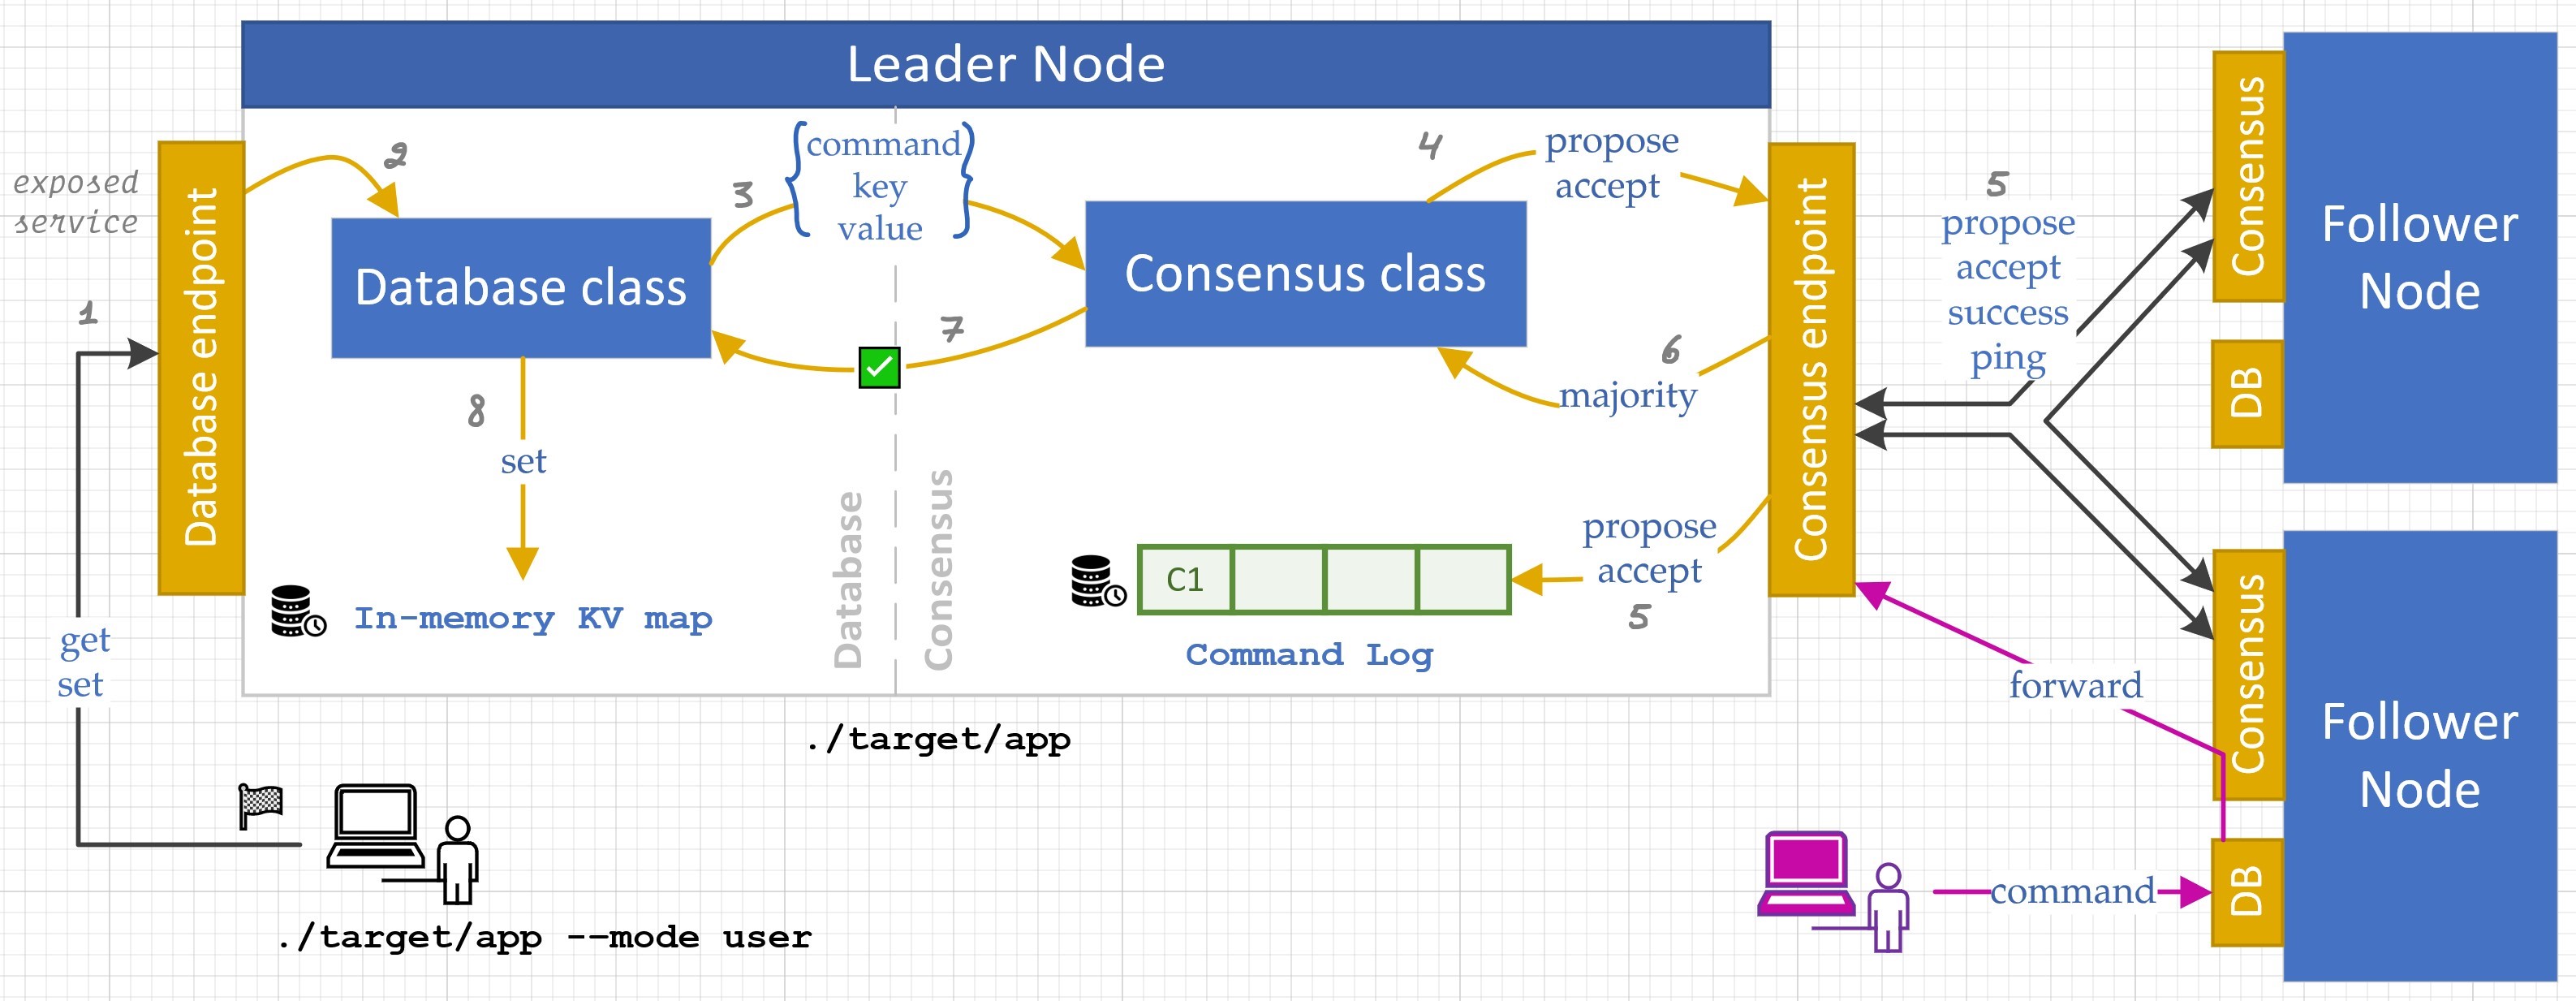 Leader Node
exposed
service
Database endpoint
1
2
Database class
3
command
key
value
4
propose
accept
Consensus class
Consensus endpoint
6
majority
7
8
set
In-memory KV map
Database
Consensus
C1
Command Log
propose
accept
5
5
propose
accept
success
ping
Consensus
DB
Follower
Node
Consensus
DB
Follower
Node
forward
command
get
set
./target/app
./target/app --mode user